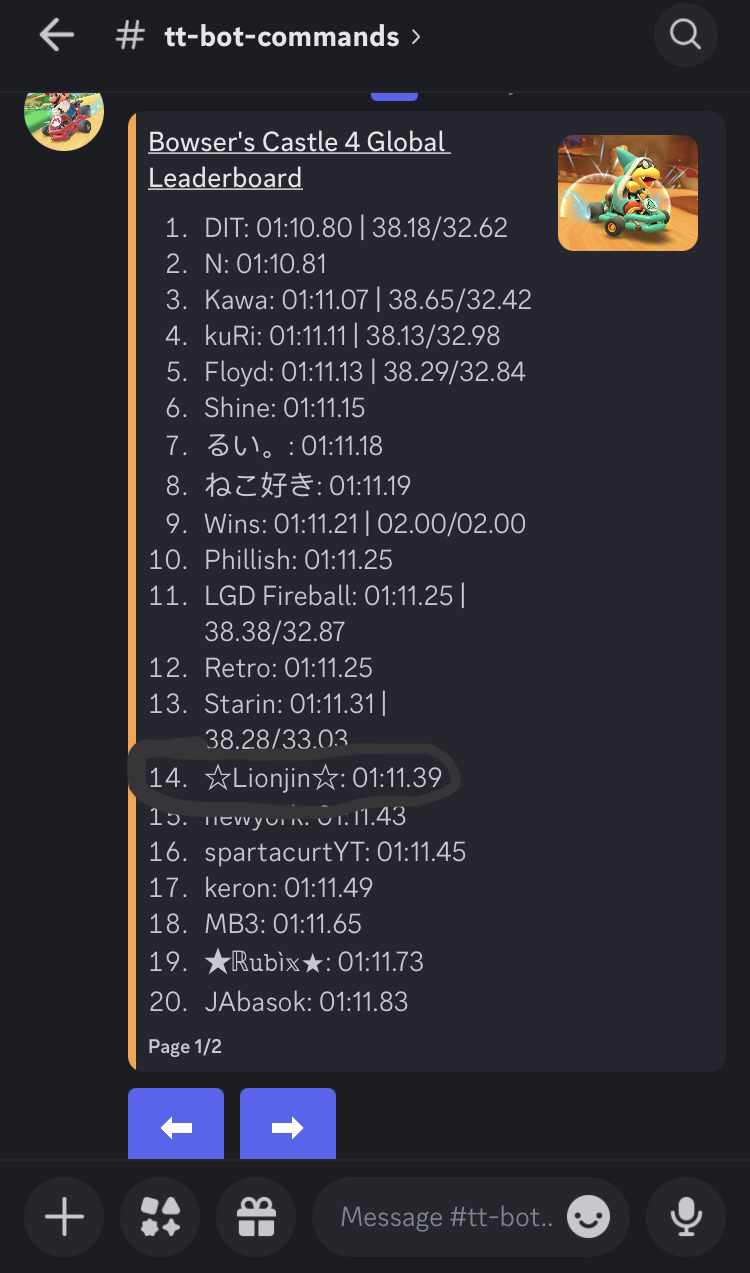 # tt-bot-commands >
Bowser's Castle 4 Global
Leaderboard
1. DIT: 01:10.80 | 38.18/32.62
2. N: 01:10.81
3. Kawa: 01:11.07 | 38.65/32.42
4. kuRi: 01:11.11 | 38.13/32.98
5. Floyd: 01:11.13 | 38.29/32.84
6. Shine: 01:11.15
7. るい。: 01:11.18
8. ねこ好き: 01:11.19
9. Wins: 01:11.21 | 02.00/02.00
10. Phillish: 01:11.25
11. LGD Fireball: 01:11.25 |
38.38/32.87
12. Retro: 01:11.25
13. Starin: 01:11.31 |
38.28/33.03
14. ☆Lionjin☆: 01:11.39
15. newyork: 01:11.43
16. spartacurtYT: 01:11.45
17. keron: 01:11.49
18. MB3: 01:11.65
19. ★ℝubìx★: 01:11.73
20. JAbasok: 01:11.83
Page 1/2
Message #tt-bot..